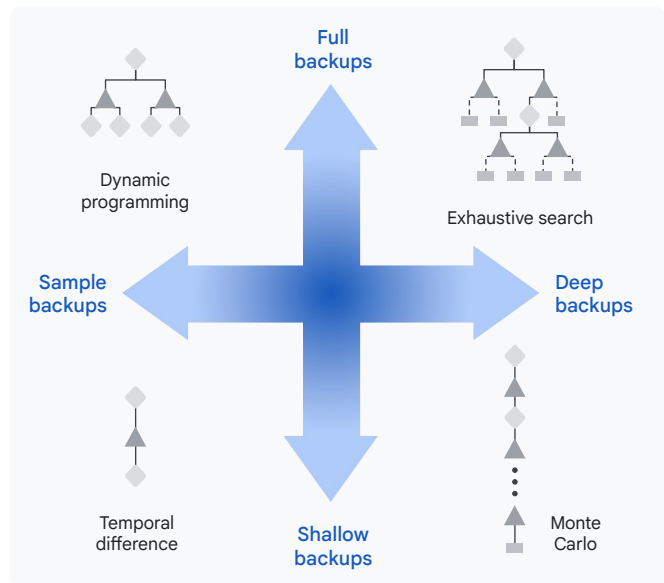 Full
backups
Dynamic
programming
Exhaustive search
Sample
backups
Deep
backups
Temporal
difference
Shallow
backups
Monte
Carlo